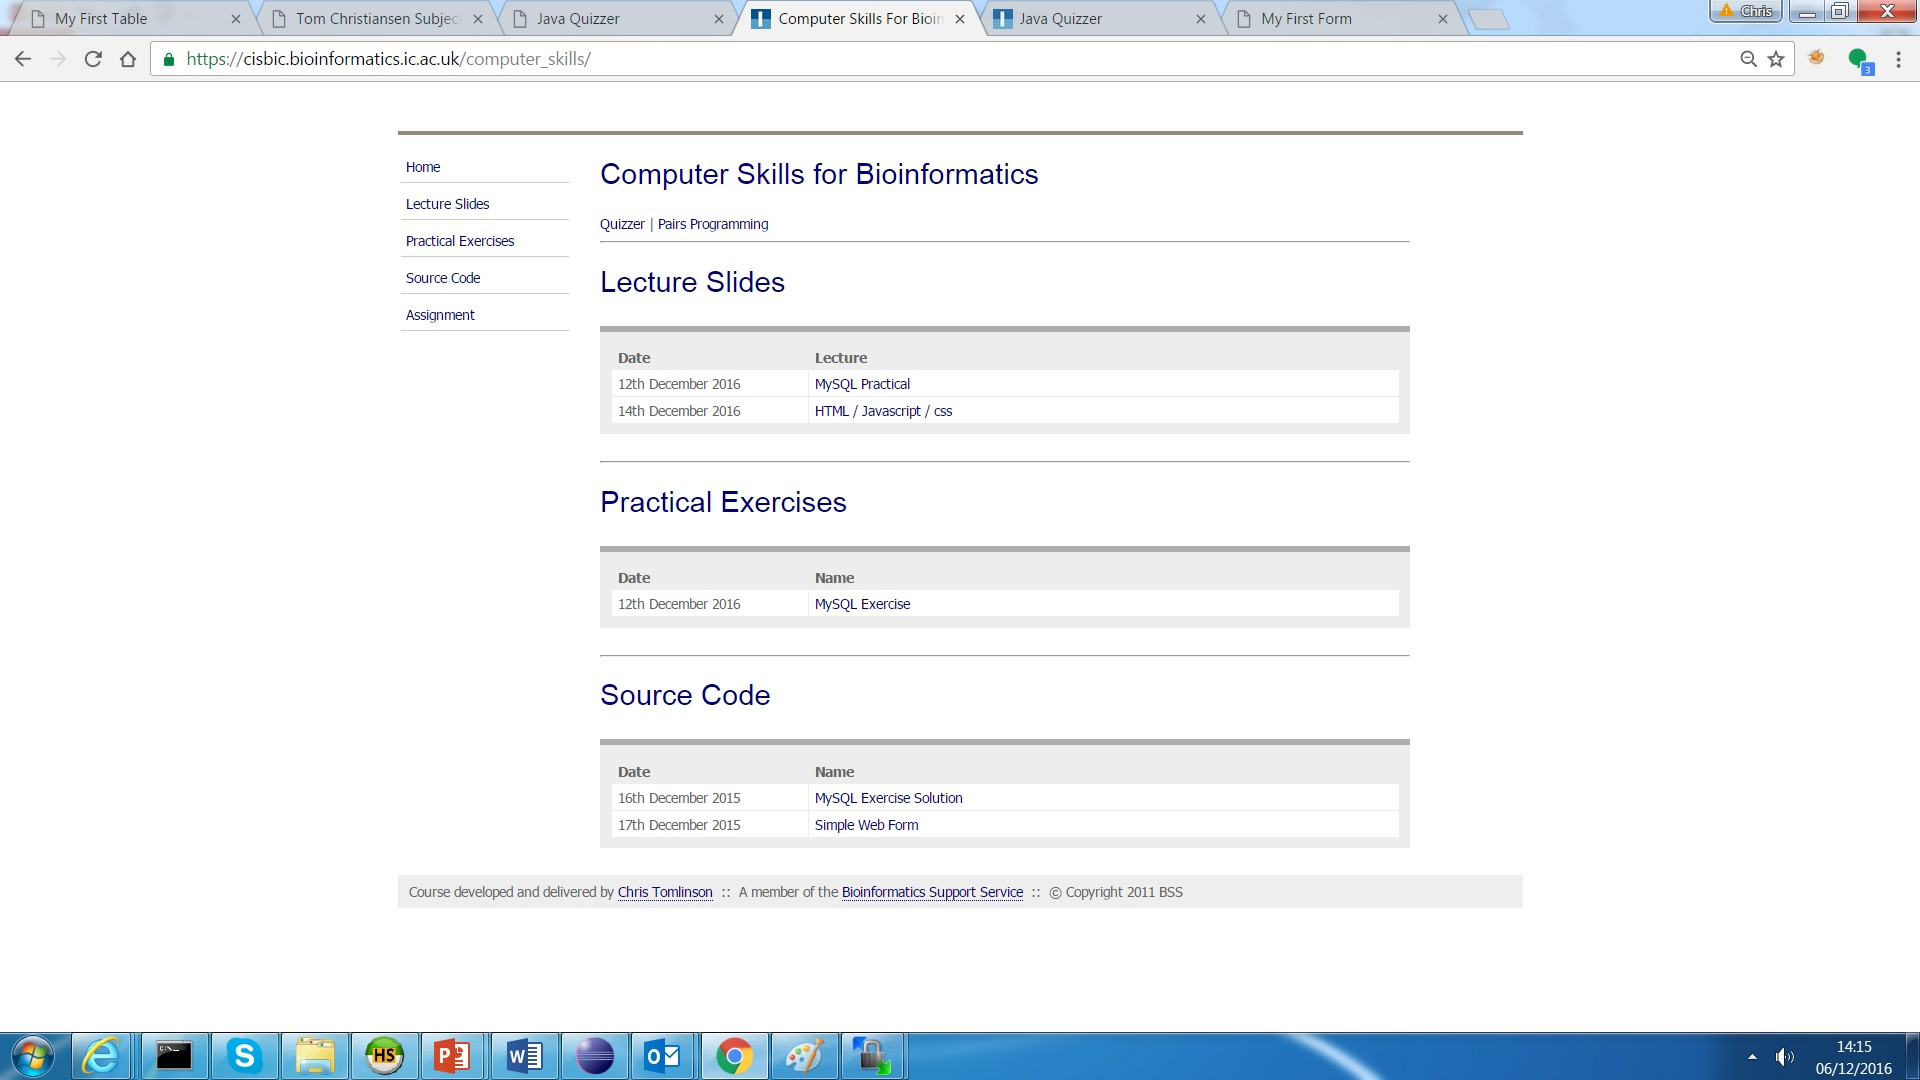 My First Table
Tom Christiansen Subjec
Java Quizzer
Computer Skills For Bioin
Java Quizzer
My First Form
Chris
https://cisbic.bioinformatics.ic.ac.uk/computer_skills/
3
Home
Lecture Slides
Practical Exercises
Source Code
Assignment
Computer Skills for Bioinformatics
Quizzer | Pairs Programming
Lecture Slides
Date Lecture
12th December 2016 MySQL Practical
14th December 2016 HTML / Javascript / css
Practical Exercises
Date Name
12th December 2016 MySQL Exercise
Source Code
Date Name
16th December 2015 MySQL Exercise Solution
17th December 2015 Simple Web Form
Course developed and delivered by Chris Tomlinson :: A member of the Bioinformatics Support Service :: © Copyright 2011 BSS
HS
14:15
06/12/2016